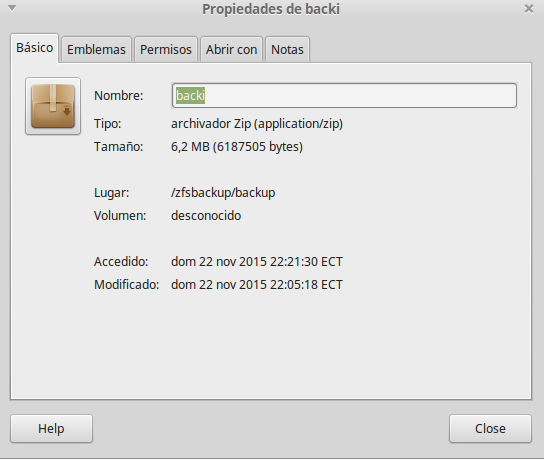 Propiedades de backi
Básico Emblemas Permisos Abrir con Notas
Nombre: backi
Tipo: archivador Zip (application/zip)
Tamaño: 6,2 MB (6187505 bytes)
Lugar: /zfsbackup/backup
Volumen: desconocido
Accedido: dom 22 nov 2015 22:21:30 ECT
Modificado: dom 22 nov 2015 22:05:18 ECT
Help Close